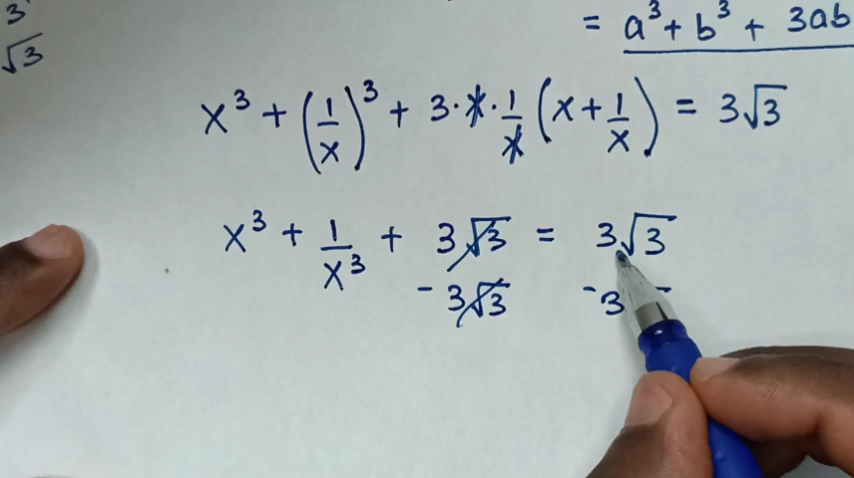 3
√3
= a³ + b³ + 3ab
x³ + (1/x)³ + 3·x·1/x (x + 1/x) = 3√3
x³ + 1/x³ + 3√3 = 3√3
-3√3 -3